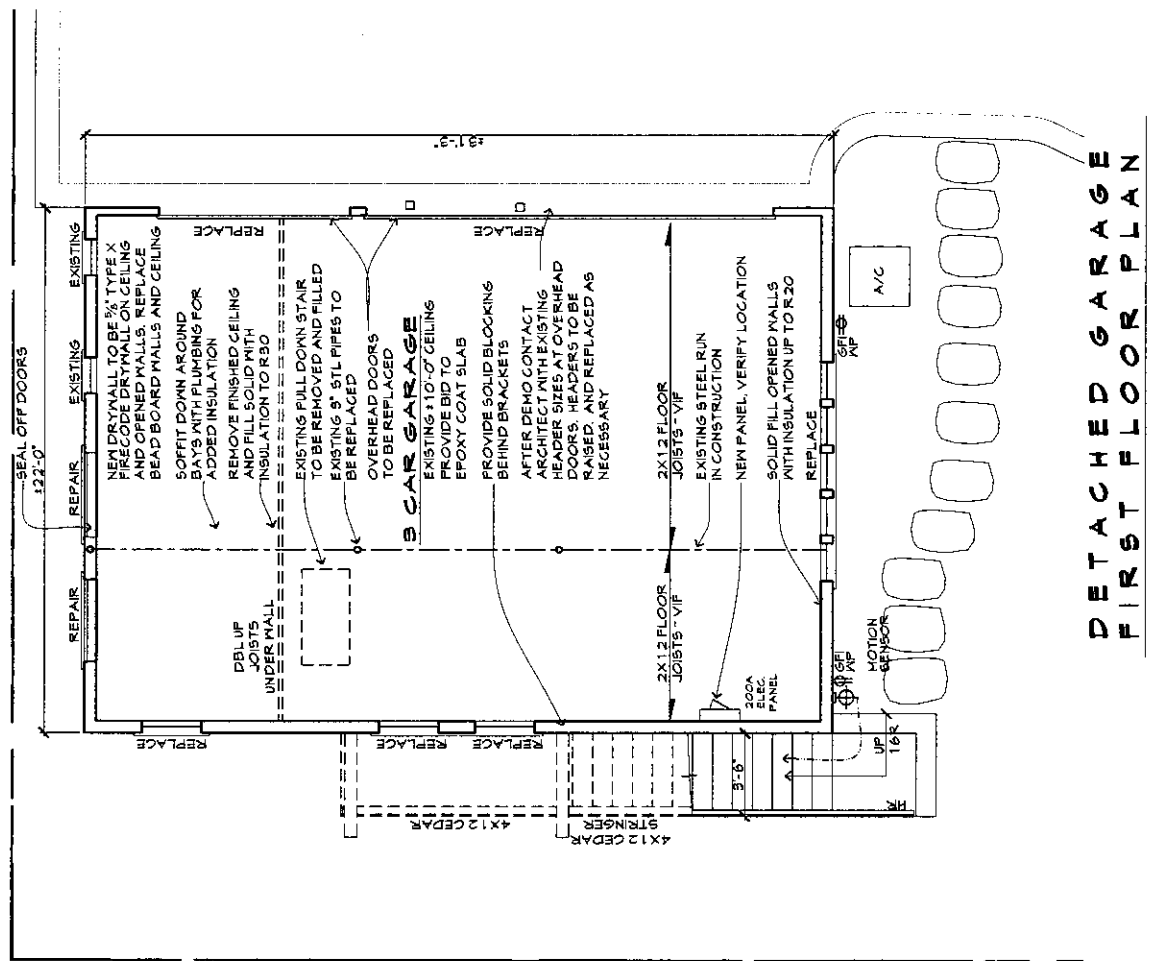 SEAL OFF DOORS
±22'-0"
REPAIR
REPAIR
EXISTING
EXISTING
NEW DRYWALL TO BE 5/8" TYPE X
FIRECODE DRYWALL ON CEILING
AND OPENED WALLS. REPLACE
BEAD BOARD WALLS AND CEILING
SOFFIT DOWN AROUND
BAYS WITH PLUMBING FOR
ADDED INSULATION
REMOVE FINISHED CEILING
AND FILL SOLID WITH
INSULATION TO R30
EXISTING PULL DOWN STAIR
TO BE REMOVED AND FILLED
EXISTING 3" STL PIPES TO
BE REPLACED
OVERHEAD DOORS
TO BE REPLACED
3 CAR GARAGE
EXISTING ±10'-0" CEILING
PROVIDE BID TO
EPOXY COAT SLAB
PROVIDE SOLID BLOCKING
BEHIND BRACKETS
AFTER DEMO CONTACT
ARCHITECT WITH EXISTING
HEADER SIZES AT OVERHEAD
DOORS. HEADERS TO BE
RAISED, AND REPLACED AS
NECESSARY
2X12 FLOOR
JOISTS - VIF
2X12 FLOOR
JOISTS - VIF
EXISTING STEEL RUN
IN CONSTRUCTION
NEW PANEL, VERIFY LOCATION
SOLID FILL OPENED WALLS
WITH INSULATION UP TO R20
REPLACE
DBL UP
JOISTS
UNDER WALL
200A
ELEC.
PANEL
REPLACE
REPLACE
±31'-3"
REPLACE
REPLACE
REPLACE
4X12 CEDAR
4X12 CEDAR
STRINGER
3'-6"
UP
16R
HR
GFI
WP
MOTION
SENSOR
GFI
WP
A/C
DETACHED GARAGE
FIRST FLOOR PLAN